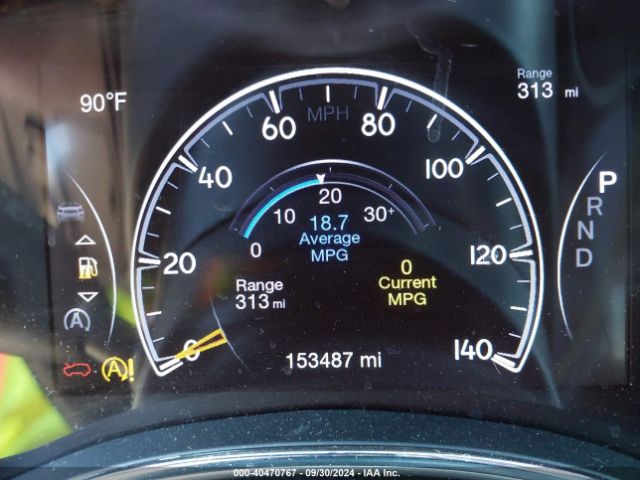 90°F
Range
313 mi
MPH
0
20
40
60
80
100
120
140
0
10
20
30+
18.7
Average
MPG
Range
313 mi
0
Current
MPG
P
R
N
D
A
A!
153487 mi
000-40470767 - 09/30/2024 - IAA Inc.